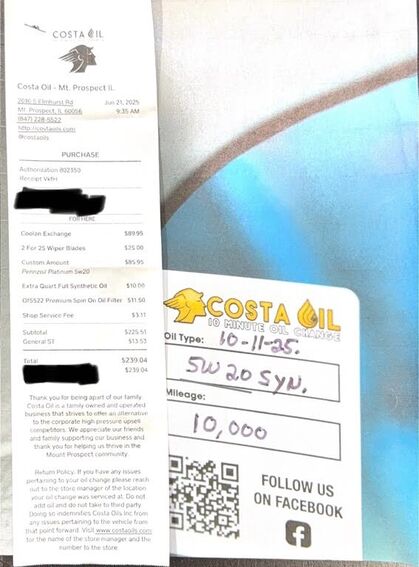 COSTA OIL
Costa Oil - Mt. Prospect IL
2016 S Elmhurst Rd
Jun 21, 2025
Mt. Prospect, IL 60056
9:35 AM
(847) 228-5522
http://costaoils.com
@costaoils
PURCHASE
Authorization 802350
Receipt VkfH
FOR HERE
Coolan Exchange $89.95
2 For 25 Wiper Blades $25.00
Custom Amount $85.95
Pennzoil Platinum 5w20
Extra Quart Full Synthetic Oil $10.00
OIS522 Premium Spin On Oil Filter $11.50
Shop Service Fee $3.11
Subtotal $225.51
General ST $13.53
Total $239.04
$239.04
Thank you for being apart of our family.
Costa Oil is a family owned and operated
business that strives to offer an alternative
to the corporate high pressure upsell
competitors. We appreciate our friends
and family supporting our business and
thank you for helping us thrive in the
Mount Prospect community.
Return Policy. If you have any issues
pertaining to your oil change please reach
out to the store manager of the location
your oil change was serviced at. Do not
add oil and do not take to third party.
Doing so indemnifies Costa Oils Inc from
any issues pertaining to the vehicle from
that point forward. Visit www.costaoils.com
for the name of the store manager and the
number to the store
COSTA OIL
10 MINUTE OIL CHANGE
Oil Type: 10-11-25.
5W 20 SYN.
Mileage:
10,000
FOLLOW US
ON FACEBOOK